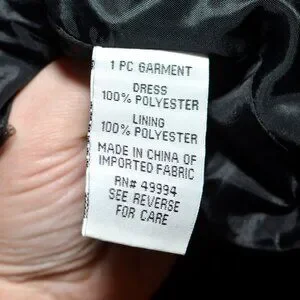 1 PC GARMENT
DRESS
100% POLYESTER
LINING
100% POLYESTER
MADE IN CHINA OF
IMPORTED FABRIC
RN# 49994
SEE REVERSE
FOR CARE